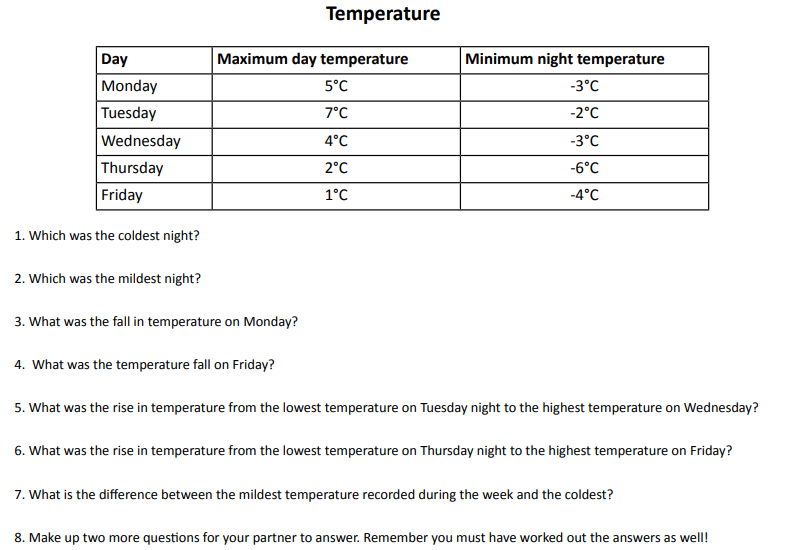 Temperature
Day Maximum day temperature Minimum night temperature
Monday 5°C -3°C
Tuesday 7°C -2°C
Wednesday 4°C -3°C
Thursday 2°C -6°C
Friday 1°C -4°C
1. Which was the coldest night?
2. Which was the mildest night?
3. What was the fall in temperature on Monday?
4. What was the temperature fall on Friday?
5. What was the rise in temperature from the lowest temperature on Tuesday night to the highest temperature on Wednesday?
6. What was the rise in temperature from the lowest temperature on Thursday night to the highest temperature on Friday?
7. What is the difference between the mildest temperature recorded during the week and the coldest?
8. Make up two more questions for your partner to answer. Remember you must have worked out the answers as well!